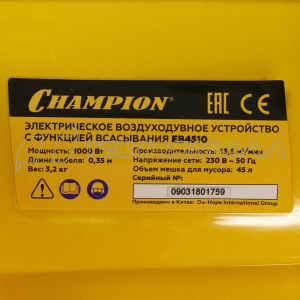 CHAMPION
EAC CE
ЭЛЕКТРИЧЕСКОЕ ВОЗДУХОДУВНОЕ УСТРОЙСТВО
С ФУНКЦИЕЙ ВСАСЫВАНИЯ EB4510
Мощность: 1000 Вт Производительность: 13,5 м³/мин
Длина кабеля: 0,35 м Напряжение сети: 230 В ~ 50 Гц
Вес: 3,2 кг Объем мешка для мусора: 45 л
Серийный №:
09031801759
Произведено в Китае: Du-Hope International Group